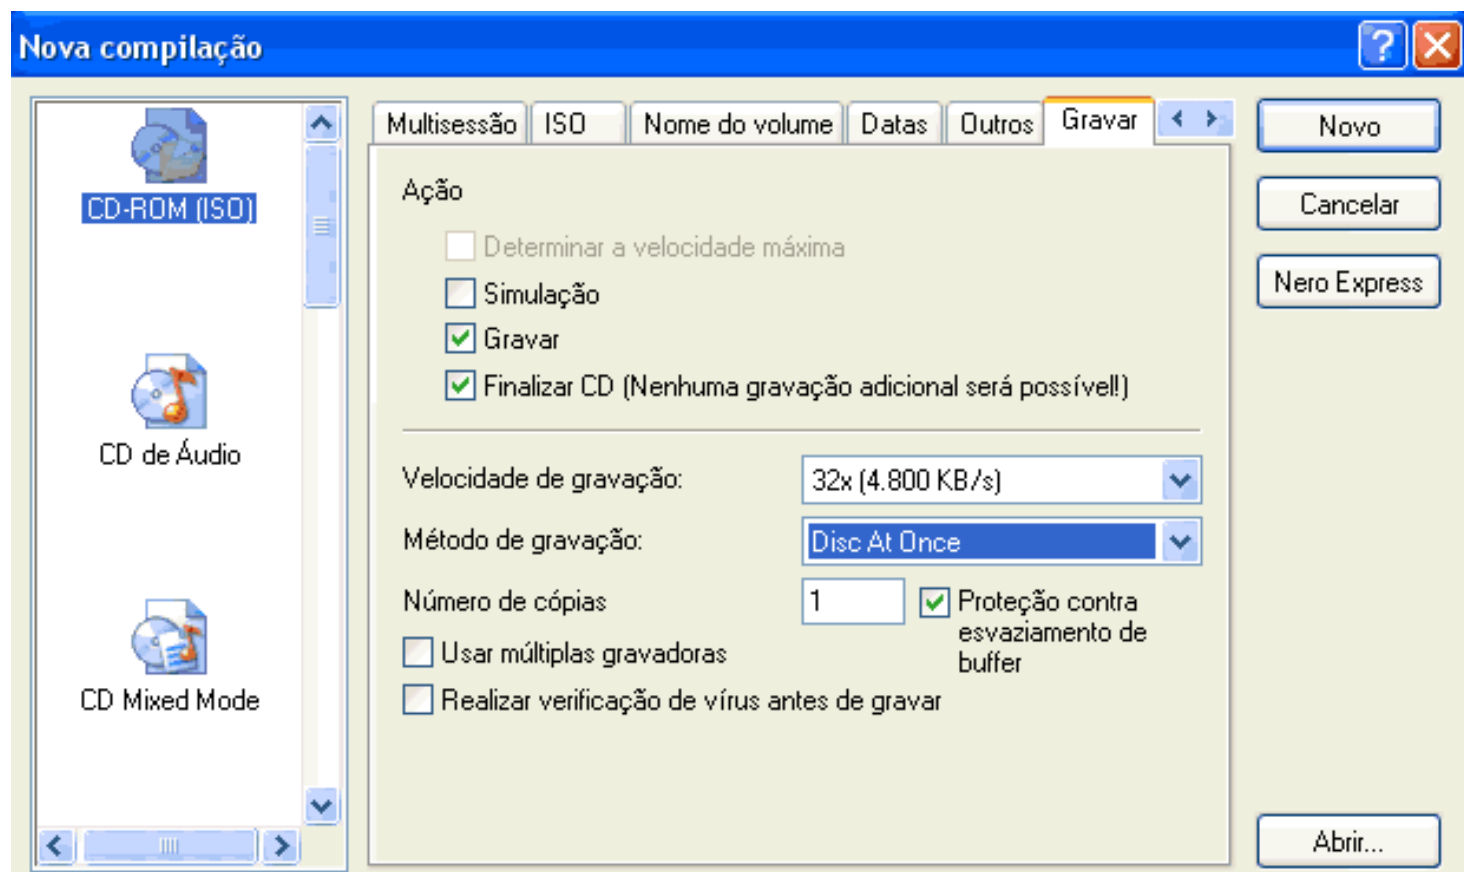 Nova compilação
CD-ROM (ISO)
CD de Áudio
CD Mixed Mode
Multisessão
ISO
Nome do volume
Datas
Outros
Gravar
Ação
Determinar a velocidade máxima
Simulação
Gravar
Finalizar CD (Nenhuma gravação adicional será possível!)
Velocidade de gravação:
32x (4.800 KB/s)
Método de gravação:
Disc At Once
Número de cópias
1
Proteção contra
esvaziamento de
buffer
Usar múltiplas gravadoras
Realizar verificação de vírus antes de gravar
Novo
Cancelar
Nero Express
Abrir...